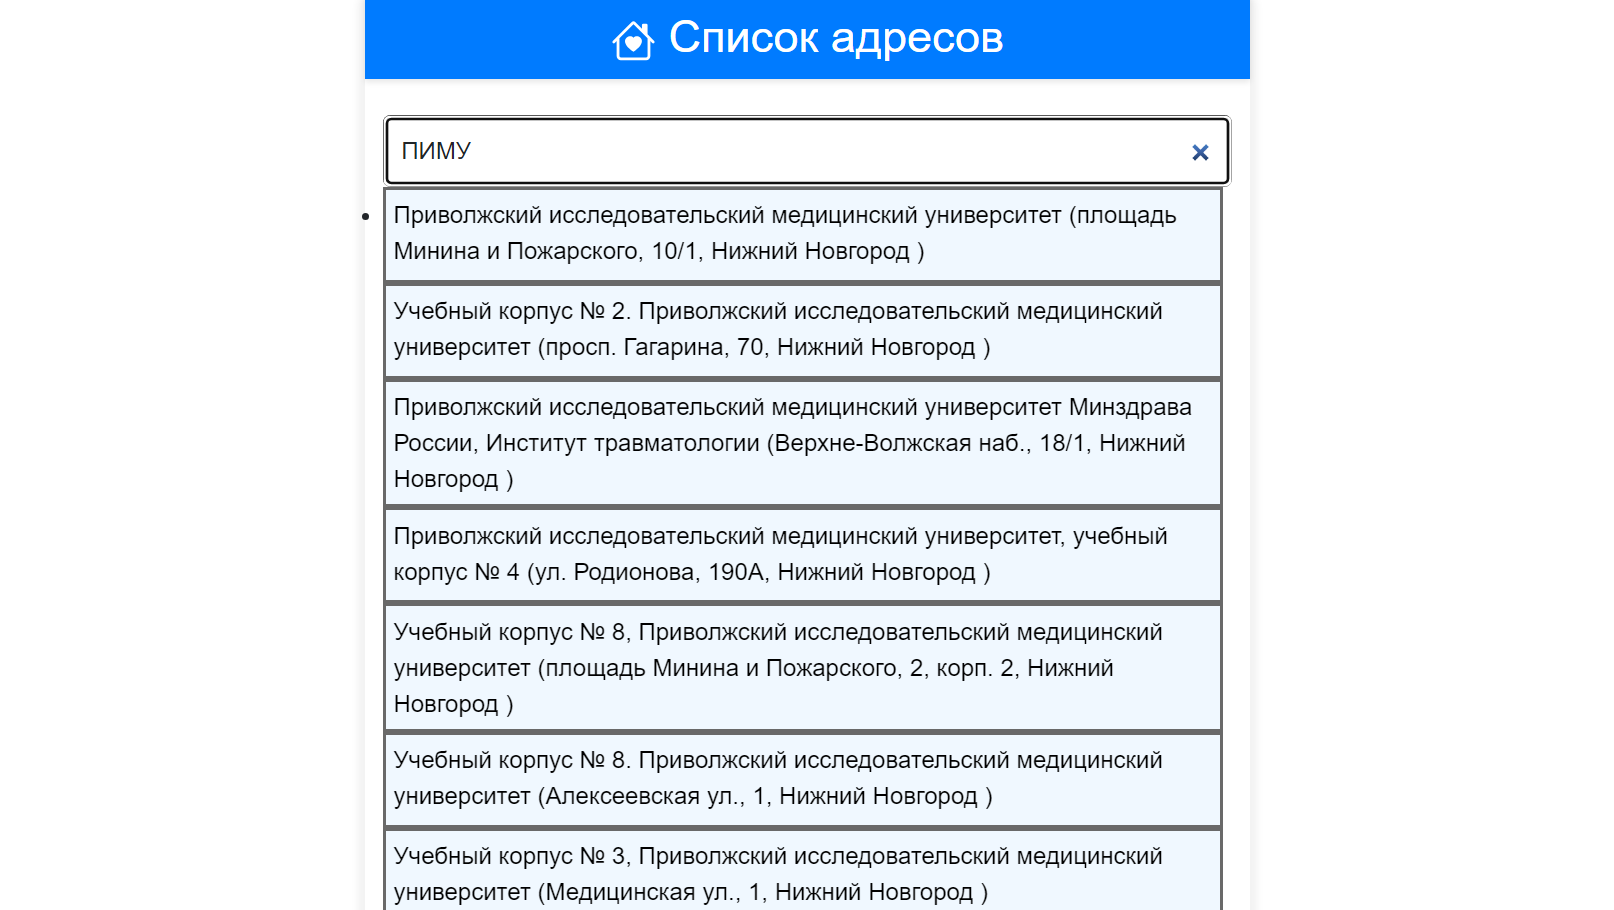 Список адресов
ПИМУ
Приволжский исследовательский медицинский университет (площадь
Минина и Пожарского, 10/1, Нижний Новгород )
Учебный корпус № 2. Приволжский исследовательский медицинский
университет (просп. Гагарина, 70, Нижний Новгород )
Приволжский исследовательский медицинский университет Минздрава
России, Институт травматологии (Верхне-Волжская наб., 18/1, Нижний
Новгород )
Приволжский исследовательский медицинский университет, учебный
корпус № 4 (ул. Родионова, 190А, Нижний Новгород )
Учебный корпус № 8, Приволжский исследовательский медицинский
университет (площадь Минина и Пожарского, 2, корп. 2, Нижний
Новгород )
Учебный корпус № 8. Приволжский исследовательский медицинский
университет (Алексеевская ул., 1, Нижний Новгород )
Учебный корпус № 3, Приволжский исследовательский медицинский
университет (Медицинская ул., 1, Нижний Новгород )